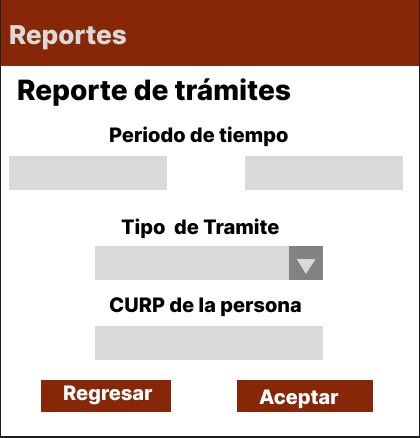 Reportes
Reporte de trámites
Periodo de tiempo
Tipo de Tramite
CURP de la persona
Regresar Aceptar